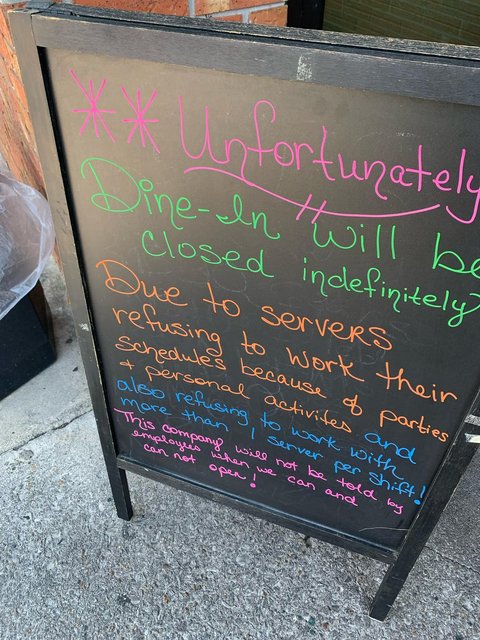 ** Unfortunately
Dine-In will be
closed indefinitely
Due to servers
refusing to work their
schedules because of parties
+ personal activites and
also refusing to work with
more than 1 server per shift!
This company will not be told by
employees when we can and
can not open!